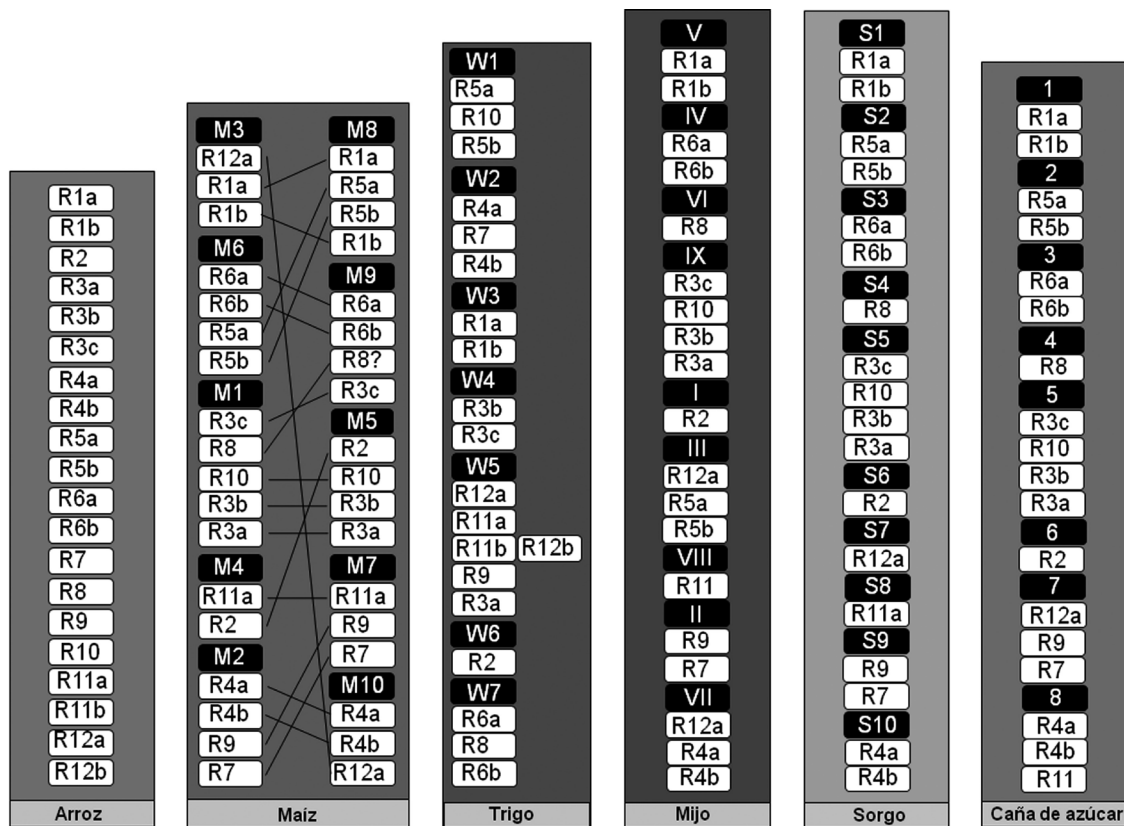 R1a
R1b
R2
R3a
R3b
R3c
R4a
R4b
R5a
R5b
R6a
R6b
R7
R8
R9
R10
R11a
R11b
R12a
R12b
Arroz
M3
R12a
R1a
R1b
M6
R6a
R6b
R5a
R5b
M1
R3c
R8
R10
R3b
R3a
M4
R11a
R2
M2
R4a
R4b
R9
R7
M8
R1a
R5a
R5b
R1b
M9
R6a
R6b
R8?
R3c
M5
R2
R10
R3b
R3a
M7
R11a
R9
R7
M10
R4a
R4b
R12a
Maíz
W1
R5a
R10
R5b
W2
R4a
R7
R4b
W3
R1a
R1b
W4
R3b
R3c
W5
R12a
R11a
R11b R12b
R9
R3a
W6
R2
W7
R6a
R8
R6b
Trigo
V
R1a
R1b
IV
R6a
R6b
VI
R8
IX
R3c
R10
R3b
R3a
I
R2
III
R12a
R5a
R5b
VIII
R11
II
R9
R7
VII
R12a
R4a
R4b
Mijo
S1
R1a
R1b
S2
R5a
R5b
S3
R6a
R6b
S4
R8
S5
R3c
R10
R3b
R3a
S6
R2
S7
R12a
S8
R11a
S9
R9
R7
S10
R4a
R4b
Sorgo
1
R1a
R1b
2
R5a
R5b
3
R6a
R6b
4
R8
5
R3c
R10
R3b
R3a
6
R2
7
R12a
R9
R7
8
R4a
R4b
R11
Caña de azúcar